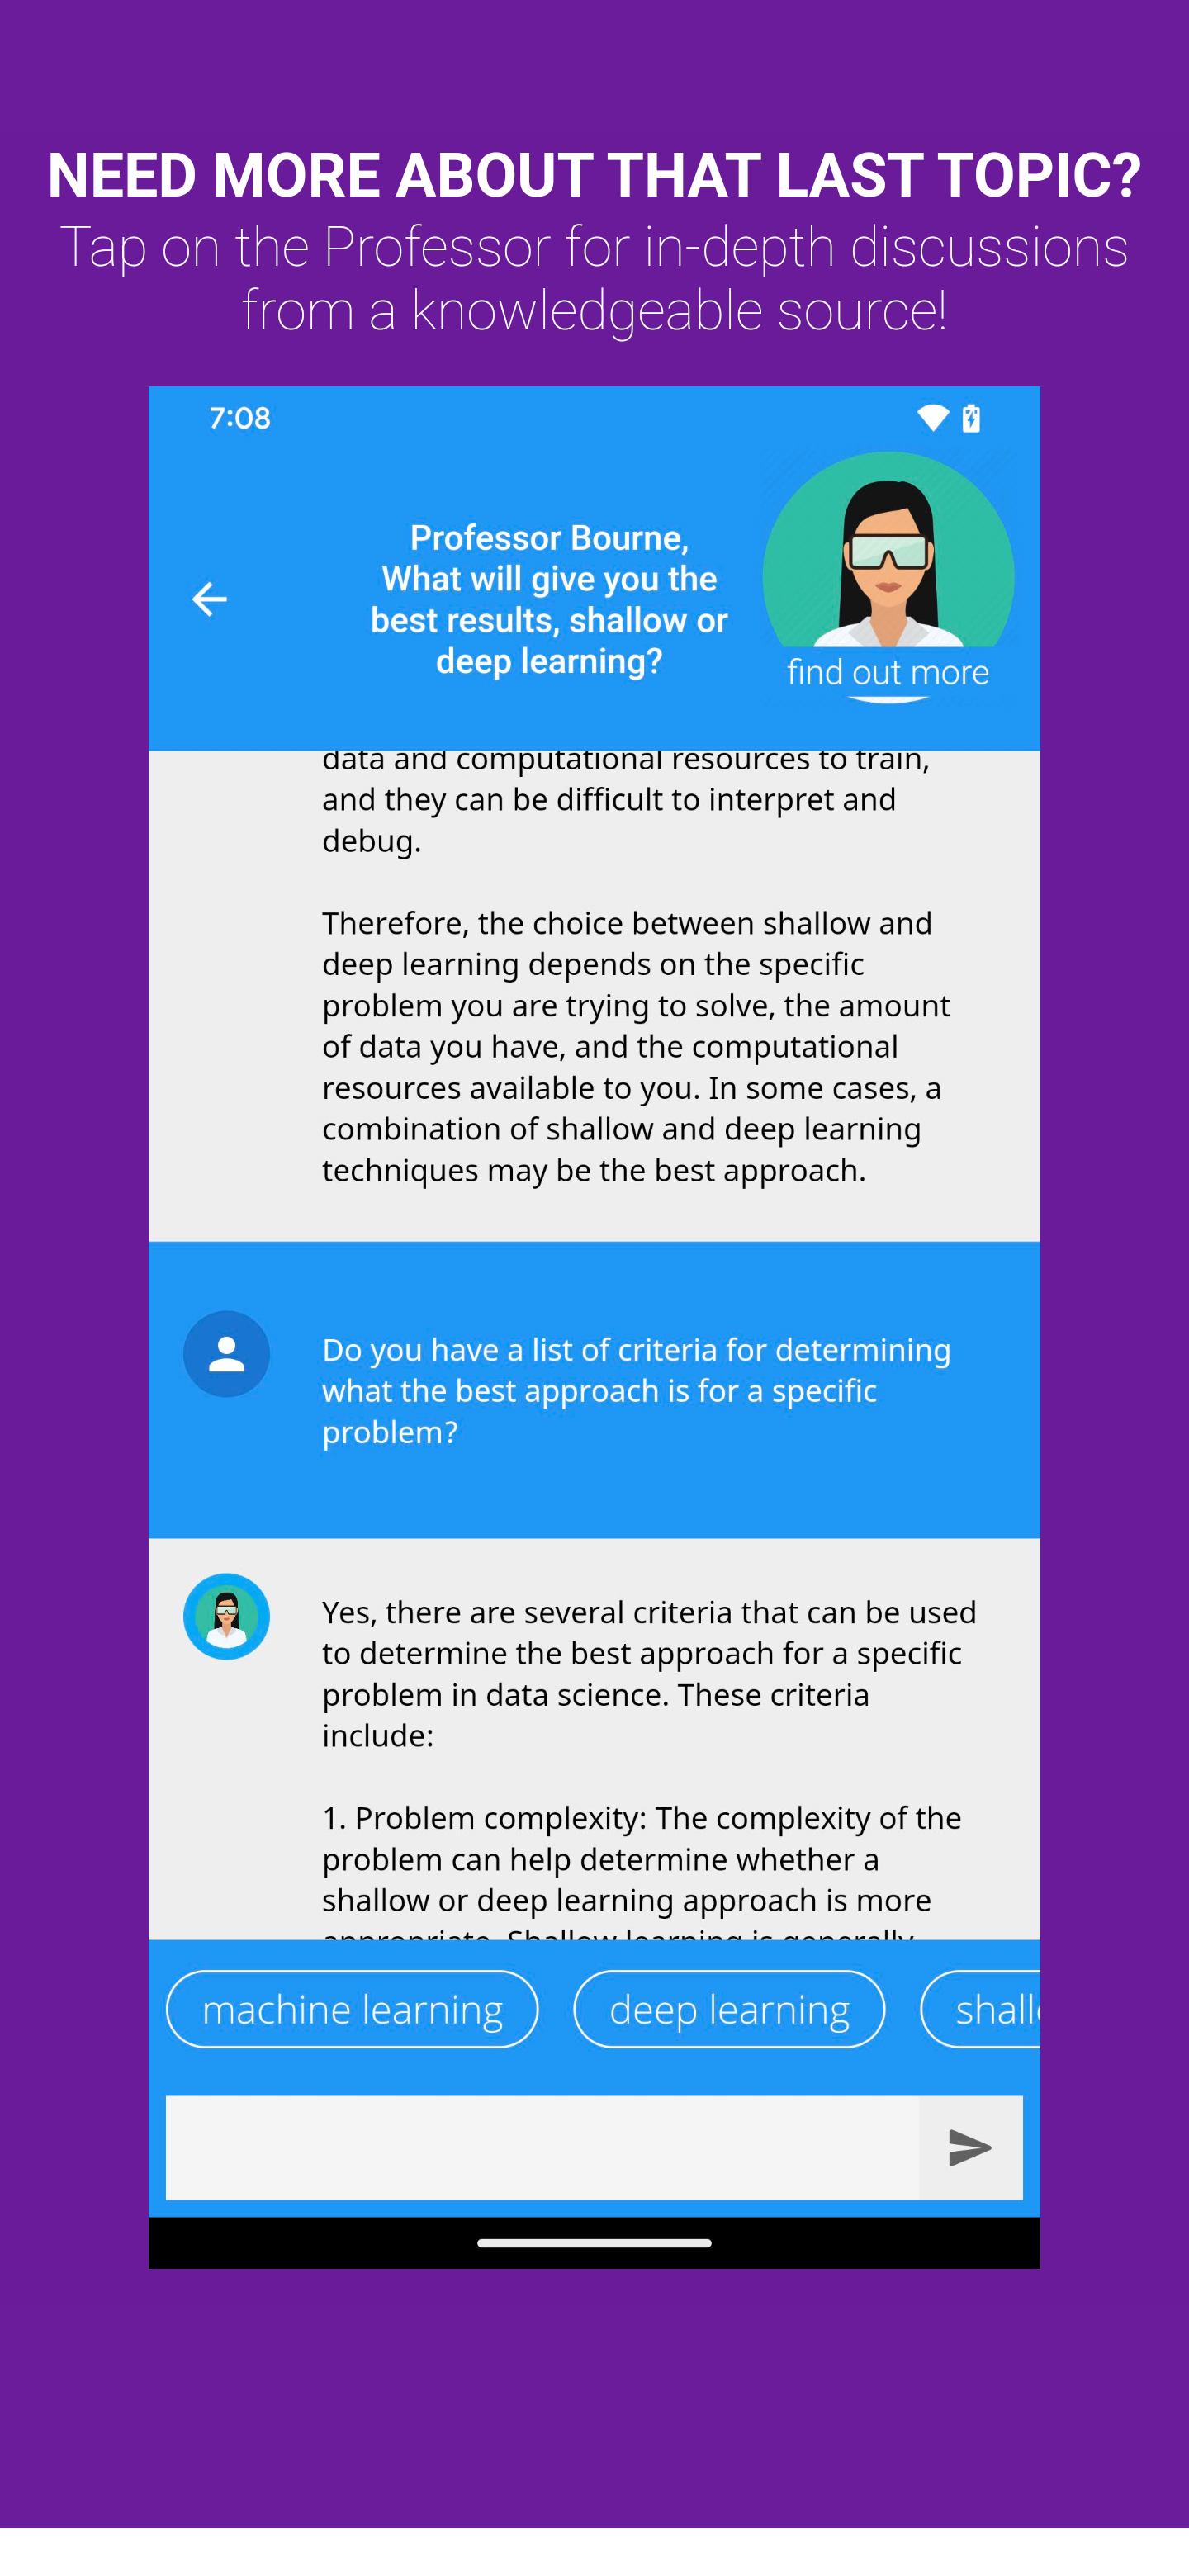 NEED MORE ABOUT THAT LAST TOPIC?
Tap on the Professor for in-depth discussions
from a knowledgeable source!
7:08
Professor Bourne,
What will give you the
best results, shallow or
deep learning?
find out more
data and computational resources to train,
and they can be difficult to interpret and
debug.
Therefore, the choice between shallow and
deep learning depends on the specific
problem you are trying to solve, the amount
of data you have, and the computational
resources available to you. In some cases, a
combination of shallow and deep learning
techniques may be the best approach.
Do you have a list of criteria for determining
what the best approach is for a specific
problem?
Yes, there are several criteria that can be used
to determine the best approach for a specific
problem in data science. These criteria
include:
1. Problem complexity: The complexity of the
problem can help determine whether a
shallow or deep learning approach is more
appropriate. Shallow learning is generally
machine learning
deep learning